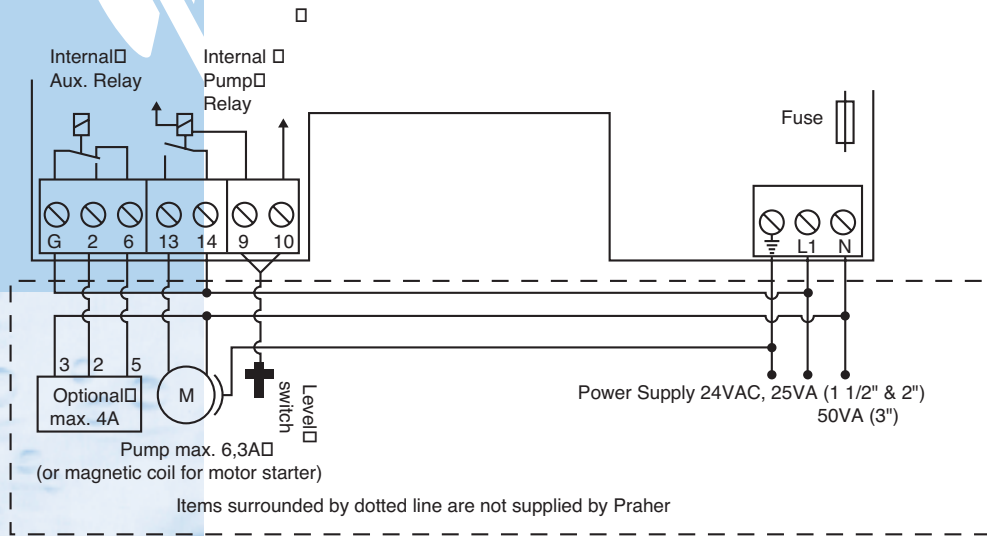 Internal□
Aux. Relay
Internal □
Pump□
Relay
□
Fuse
G 2 6 13 14 9 10
L1 N
3 2 5
Optional□
max. 4A
M
Level□
switch
Power Supply 24VAC, 25VA (1 1/2" & 2")
50VA (3")
Pump max. 6,3A□
(or magnetic coil for motor starter)
Items surrounded by dotted line are not supplied by Praher